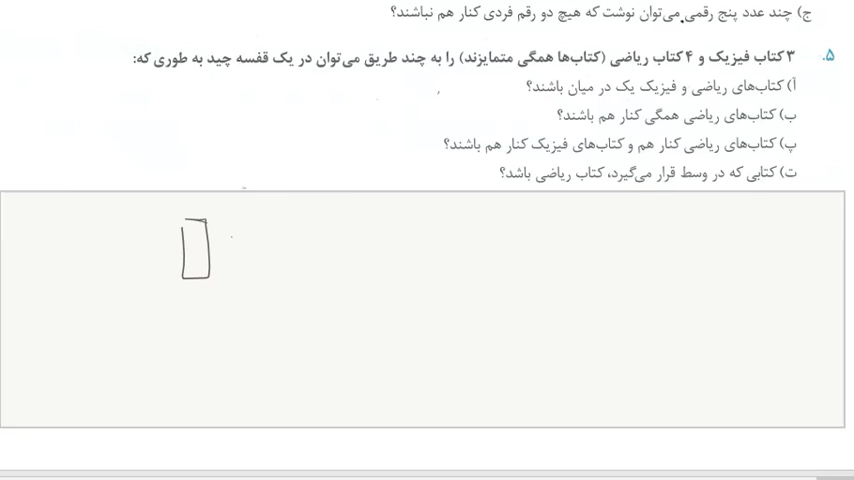 ج) چند عدد پنج رقمی می‌توان نوشت که هیچ دو رقم فردی کنار هم نباشند؟
۵. ۳ کتاب فیزیک و ۴ کتاب ریاضی (کتاب‌ها همگی متمایزند) را به چند طریق می‌توان در یک قفسه چید به طوری که:
آ) کتاب‌های ریاضی و فیزیک یک در میان باشند؟
ب) کتاب‌های ریاضی همگی کنار هم باشند؟
پ) کتاب‌های ریاضی کنار هم و کتاب‌های فیزیک کنار هم باشند؟
ت) کتابی که در وسط قرار می‌گیرد، کتاب ریاضی باشد؟